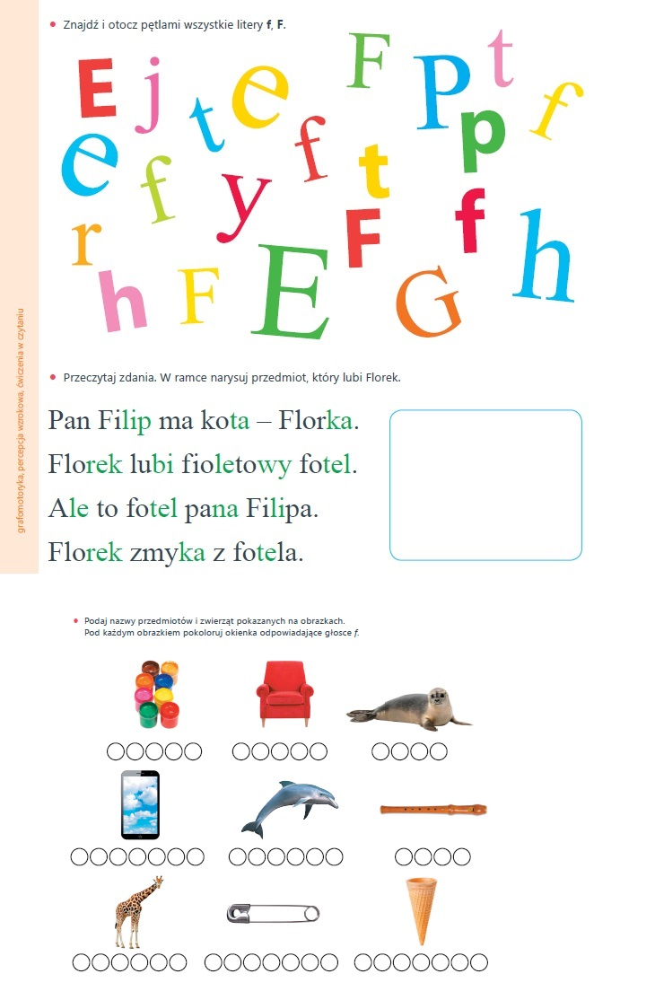 Znajdź i otocz pętlami wszystkie litery f, F.
F
t
E
j
e
P
f
t
p
e
f
f
t
y
r
F
f
h
h
F
E
G
grafomotoryka, percepcja wzrokowa, ćwiczenia w czytaniu
Przeczytaj zdania. W ramce narysuj przedmiot, który lubi Florek.
Pan Filip ma kota – Florka.
Florek lubi fioletowy fotel.
Ale to fotel pana Filipa.
Florek zmyka z fotela.
Podaj nazwy przedmiotów i zwierząt pokazanych na obrazkach.
Pod każdym obrazkiem pokoloruj okienka odpowiadające głosce f.